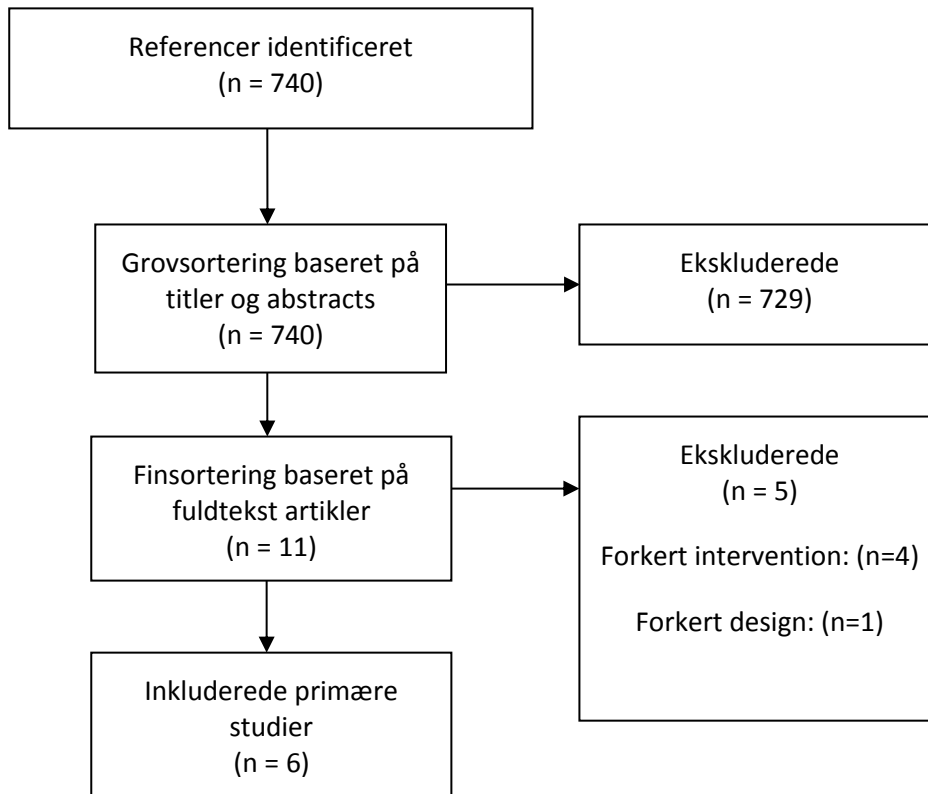 Referencer identificeret
(n = 740)
Grovsortering baseret på
titler og abstracts
(n = 740)
Ekskluderede
(n = 729)
Finsortering baseret på
fuldtekst artikler
(n = 11)
Ekskluderede
(n = 5)
Forkert intervention: (n=4)
Forkert design: (n=1)
Inkluderede primære
studier
(n = 6)